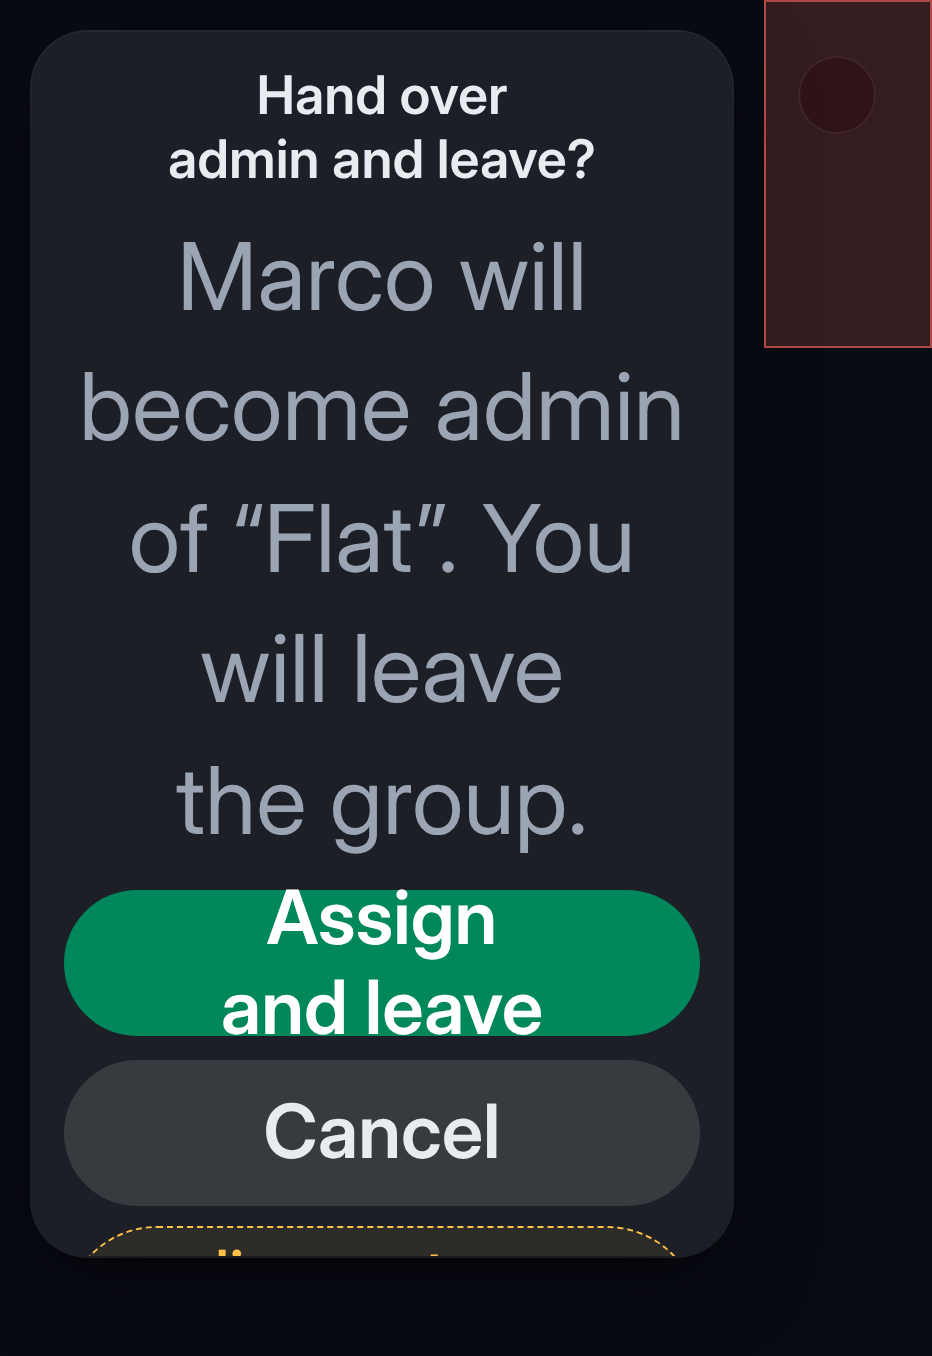 Hand over
admin and leave?
Marco will
become admin
of “Flat”. You
will leave
the group.
Assign
and leave
Cancel